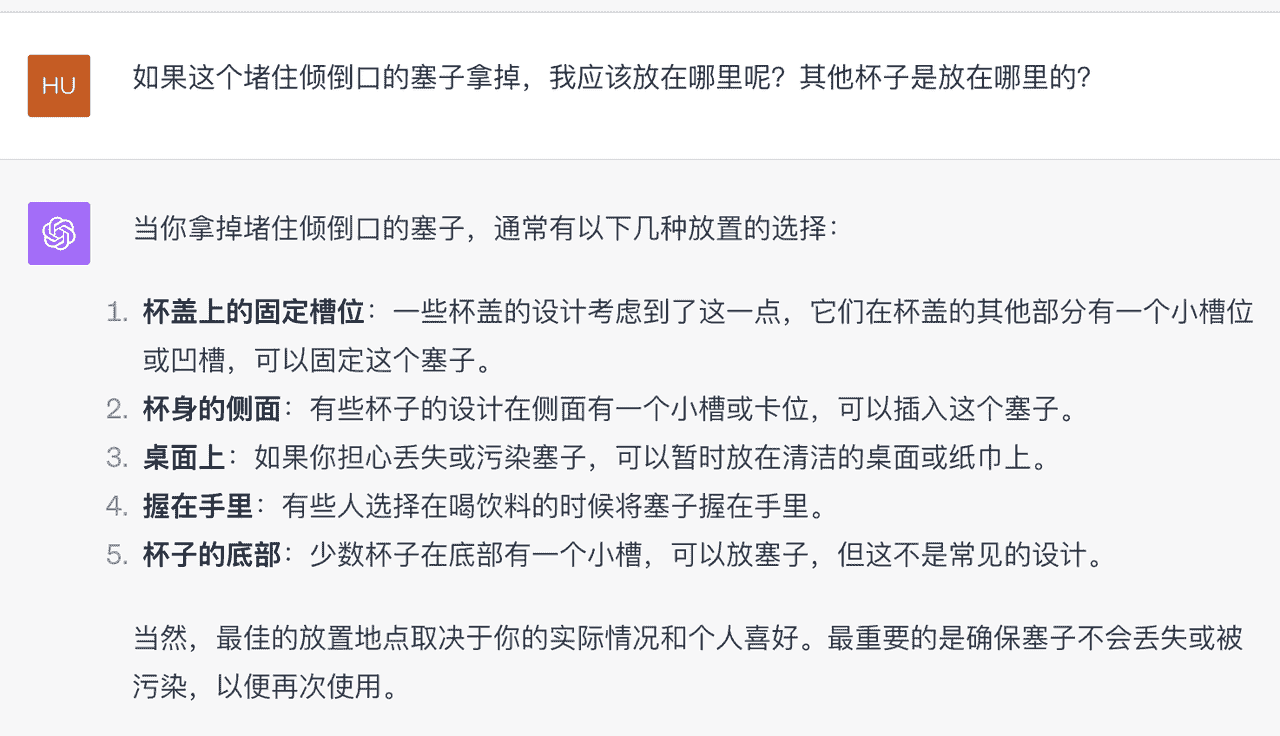 HU
如果这个堵住倾倒口的塞子拿掉，我应该放在哪里呢？其他杯子是放在哪里的？
当你拿掉堵住倾倒口的塞子，通常有以下几种放置的选择：
1. 杯盖上的固定槽位：一些杯盖的设计考虑到了这一点，它们在杯盖的其他部分有一个小槽位
或凹槽，可以固定这个塞子。
2. 杯身的侧面：有些杯子的设计在侧面有一个小槽或卡位，可以插入这个塞子。
3. 桌面上：如果你担心丢失或污染塞子，可以暂时放在清洁的桌面或纸巾上。
4. 握在手里：有些人选择在喝饮料的时候将塞子握在手里。
5. 杯子的底部：少数杯子在底部有一个小槽，可以放塞子，但这不是常见的设计。
当然，最佳的放置地点取决于你的实际情况和个人喜好。最重要的是确保塞子不会丢失或被
污染，以便再次使用。